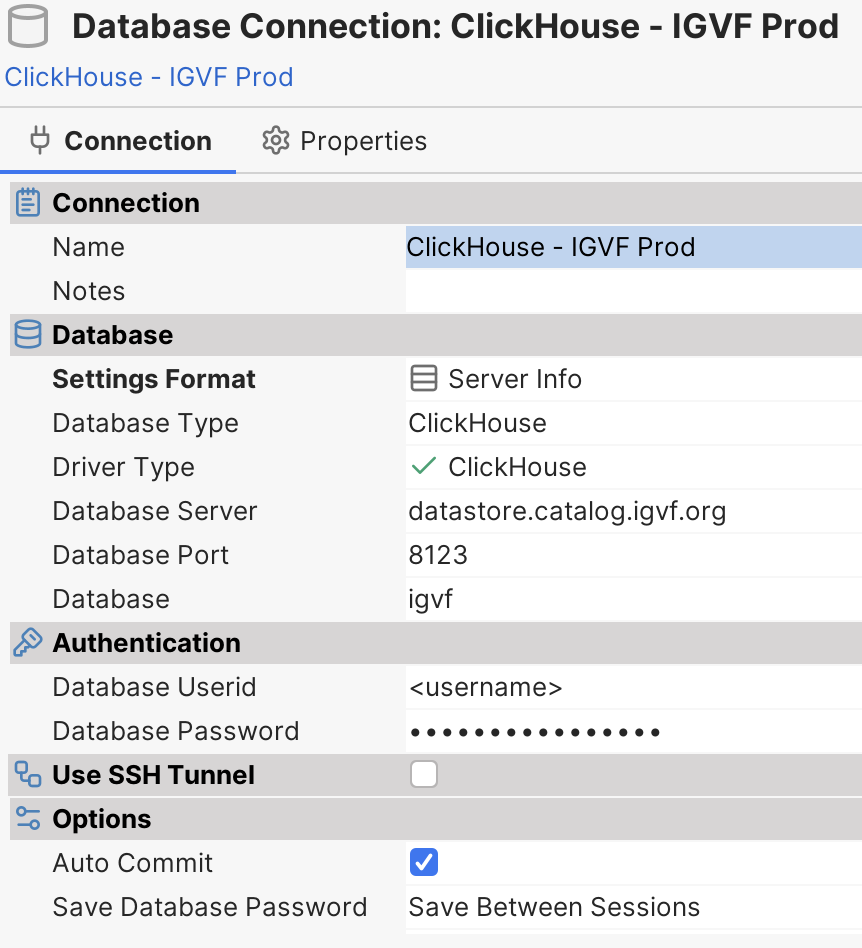 Database Connection: ClickHouse - IGVF Prod
ClickHouse - IGVF Prod
Connection Properties
Connection
Name ClickHouse - IGVF Prod
Notes
Database
Settings Format Server Info
Database Type ClickHouse
Driver Type ClickHouse
Database Server datastore.catalog.igvf.org
Database Port 8123
Database igvf
Authentication
Database Userid <username>
Database Password ••••••••••••••••
Use SSH Tunnel
Options
Auto Commit
Save Database Password Save Between Sessions